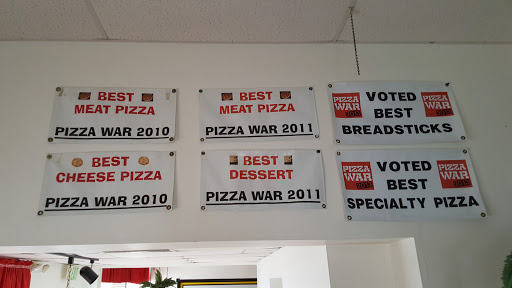 BEST
MEAT PIZZA
PIZZA WAR 2010
BEST
MEAT PIZZA
PIZZA WAR 2011
PIZZA WAR
VOTED
BEST
BREADSTICKS
PIZZA WAR
BEST
CHEESE PIZZA
PIZZA WAR 2010
BEST
DESSERT
PIZZA WAR 2011
PIZZA WAR
VOTED
BEST
SPECIALTY PIZZA
PIZZA WAR